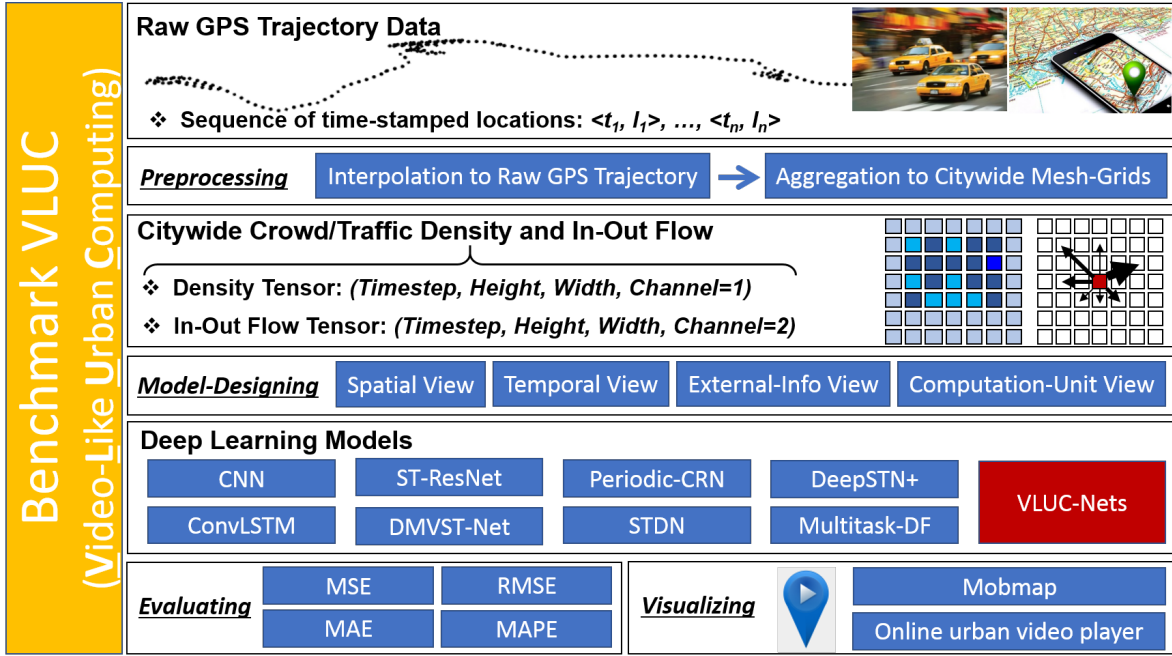 Benchmark VLUC
(Video-Like Urban Computing)
Raw GPS Trajectory Data
❖ Sequence of time-stamped locations: <t1, l1>, …, <tn, ln>
Preprocessing
Interpolation to Raw GPS Trajectory
Aggregation to Citywide Mesh-Grids
Citywide Crowd/Traffic Density and In-Out Flow
❖ Density Tensor: (Timestep, Height, Width, Channel=1)
❖ In-Out Flow Tensor: (Timestep, Height, Width, Channel=2)
Model-Designing
Spatial View
Temporal View
External-Info View
Computation-Unit View
Deep Learning Models
CNN
ST-ResNet
Periodic-CRN
DeepSTN+
ConvLSTM
DMVST-Net
STDN
Multitask-DF
VLUC-Nets
Evaluating
MSE
RMSE
MAE
MAPE
Visualizing
Mobmap
Online urban video player